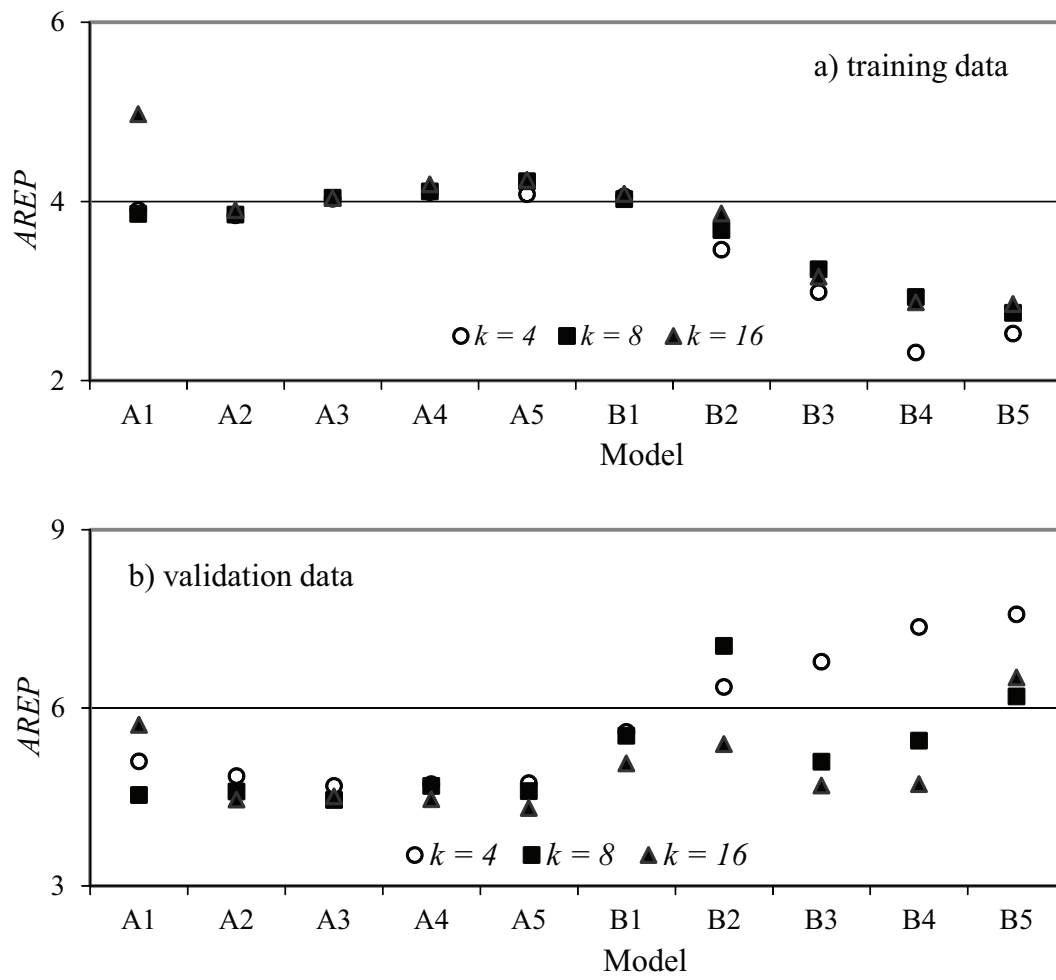 6
a) training data
AREP
4
k = 4 k = 8 k = 16
2
A1 A2 A3 A4 A5 B1 B2 B3 B4 B5
Model
9
b) validation data
AREP
6
k = 4 k = 8 k = 16
3
A1 A2 A3 A4 A5 B1 B2 B3 B4 B5
Model